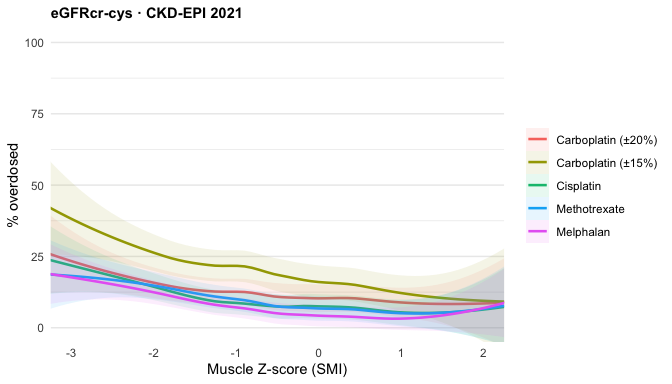 eGFRcr-cys · CKD-EPI 2021
100
75
50
25
0
% overdosed
-3 -2 -1 0 1 2
Muscle Z-score (SMI)
Carboplatin (±20%)
Carboplatin (±15%)
Cisplatin
Methotrexate
Melphalan